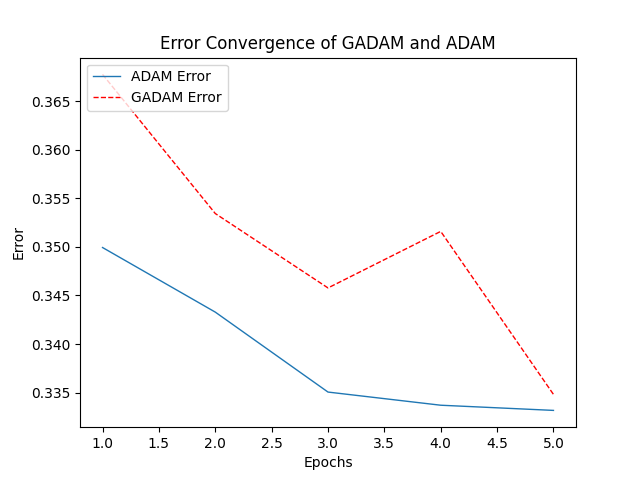 Error Convergence of GADAM and ADAM
ADAM Error
GADAM Error
Error
0.365
0.360
0.355
0.350
0.345
0.340
0.335
1.0 1.5 2.0 2.5 3.0 3.5 4.0 4.5 5.0
Epochs